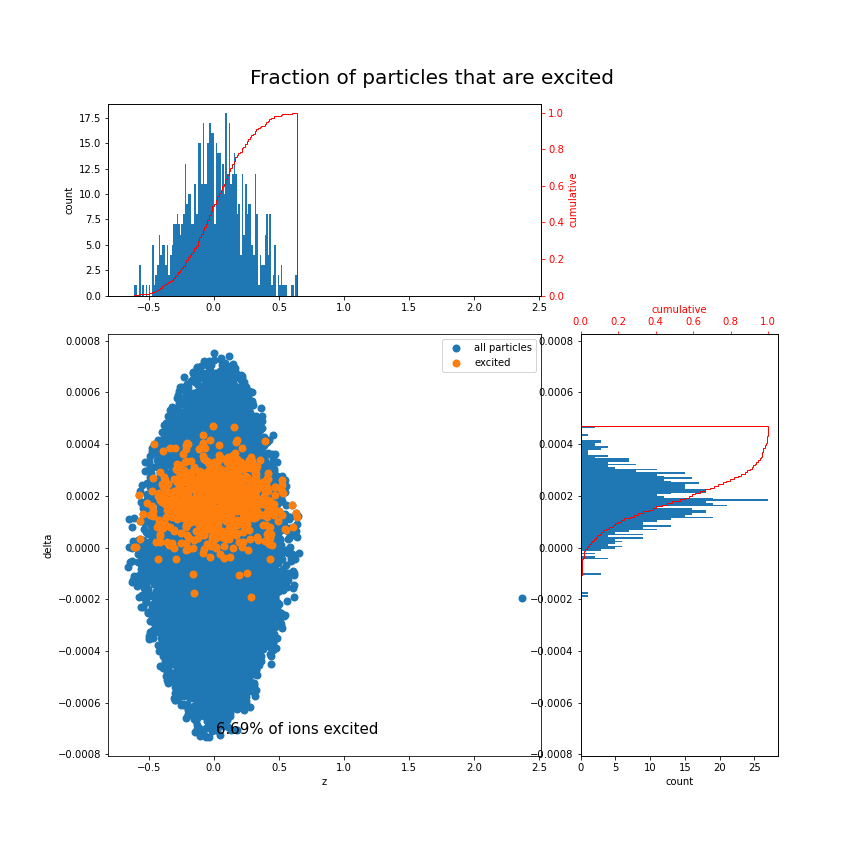 Fraction of particles that are excited
17.5
15.0
12.5
10.0
7.5
5.0
2.5
0.0
count
−0.5 0.0 0.5 1.0 1.5 2.0 2.5
1.0
0.8
0.6
0.4
0.2
0.0
cumulative
cumulative
0.0 0.2 0.4 0.6 0.8 1.0
all particles
excited
0.0008
0.0006
0.0004
0.0002
0.0000
−0.0002
−0.0004
−0.0006
−0.0008
delta
6.69% of ions excited
−0.5 0.0 0.5 1.0 1.5 2.0 2.5
z
0.0008
0.0006
0.0004
0.0002
0.0000
−0.0002
−0.0004
−0.0006
−0.0008
0 5 10 15 20 25
count